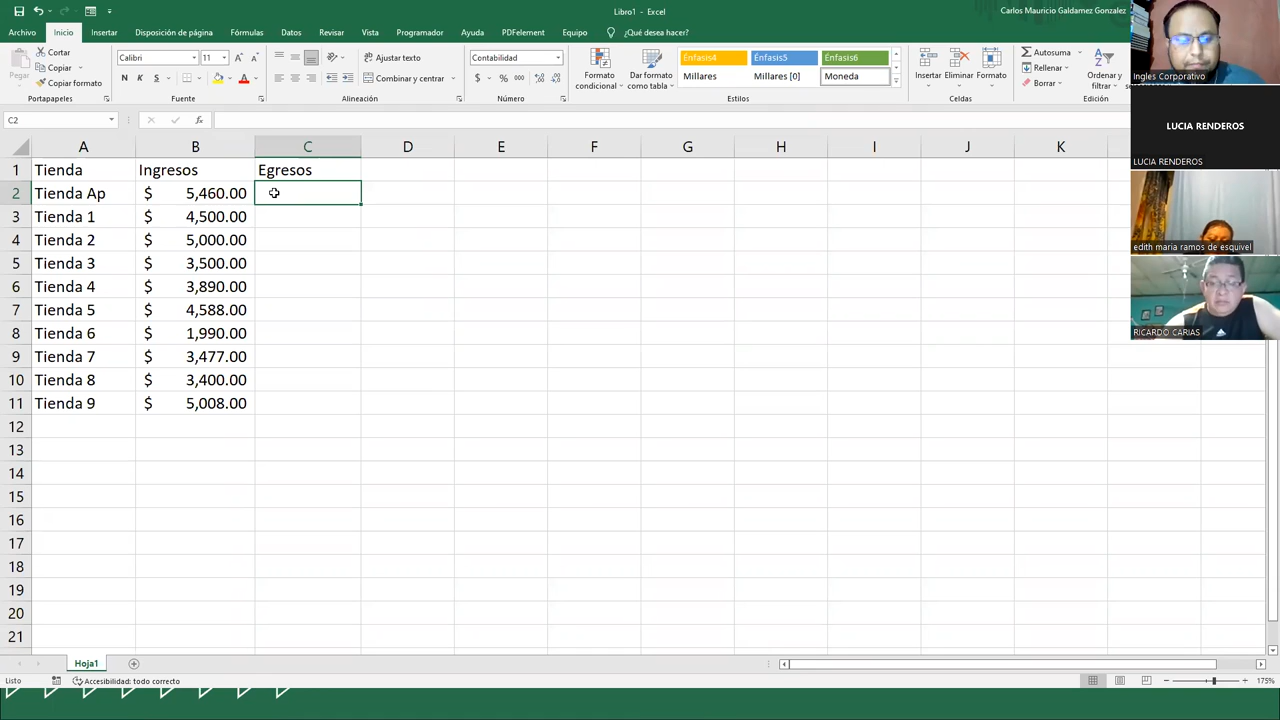 Libro1 - Excel
Carlos Mauricio Galdamez Gonzalez
Archivo Inicio Insertar Disposición de página Fórmulas Datos Revisar Vista Programador Ayuda PDFelement Equipo ¿Qué desea hacer?
Pegar
Cortar
Copiar
Copiar formato
Portapapeles
Calibri 11
N K S
Fuente
Ajustar texto
Combinar y centrar
Alineación
Contabilidad
$ % 000
Número
Formato condicional
Dar formato como tabla
Énfasis4 Énfasis5 Énfasis6
Millares Millares [0] Moneda
Estilos
Insertar Eliminar Formato
Celdas
Autosuma
Rellenar
Borrar
Ordenar y filtrar
Edición
C2 fx
A B C D E F G H I J K
1 Tienda Ingresos Egresos
2 Tienda Ap $ 5,460.00
3 Tienda 1 $ 4,500.00
4 Tienda 2 $ 5,000.00
5 Tienda 3 $ 3,500.00
6 Tienda 4 $ 3,890.00
7 Tienda 5 $ 4,588.00
8 Tienda 6 $ 1,990.00
9 Tienda 7 $ 3,477.00
10 Tienda 8 $ 3,400.00
11 Tienda 9 $ 5,008.00
12
13
14
15
16
17
18
19
20
21
Hoja1
Listo Accesibilidad: todo correcto 175%
Ingles Corporativo
LUCIA RENDEROS
LUCIA RENDEROS
edith maria ramos de esquivel
RICARDO CARIAS